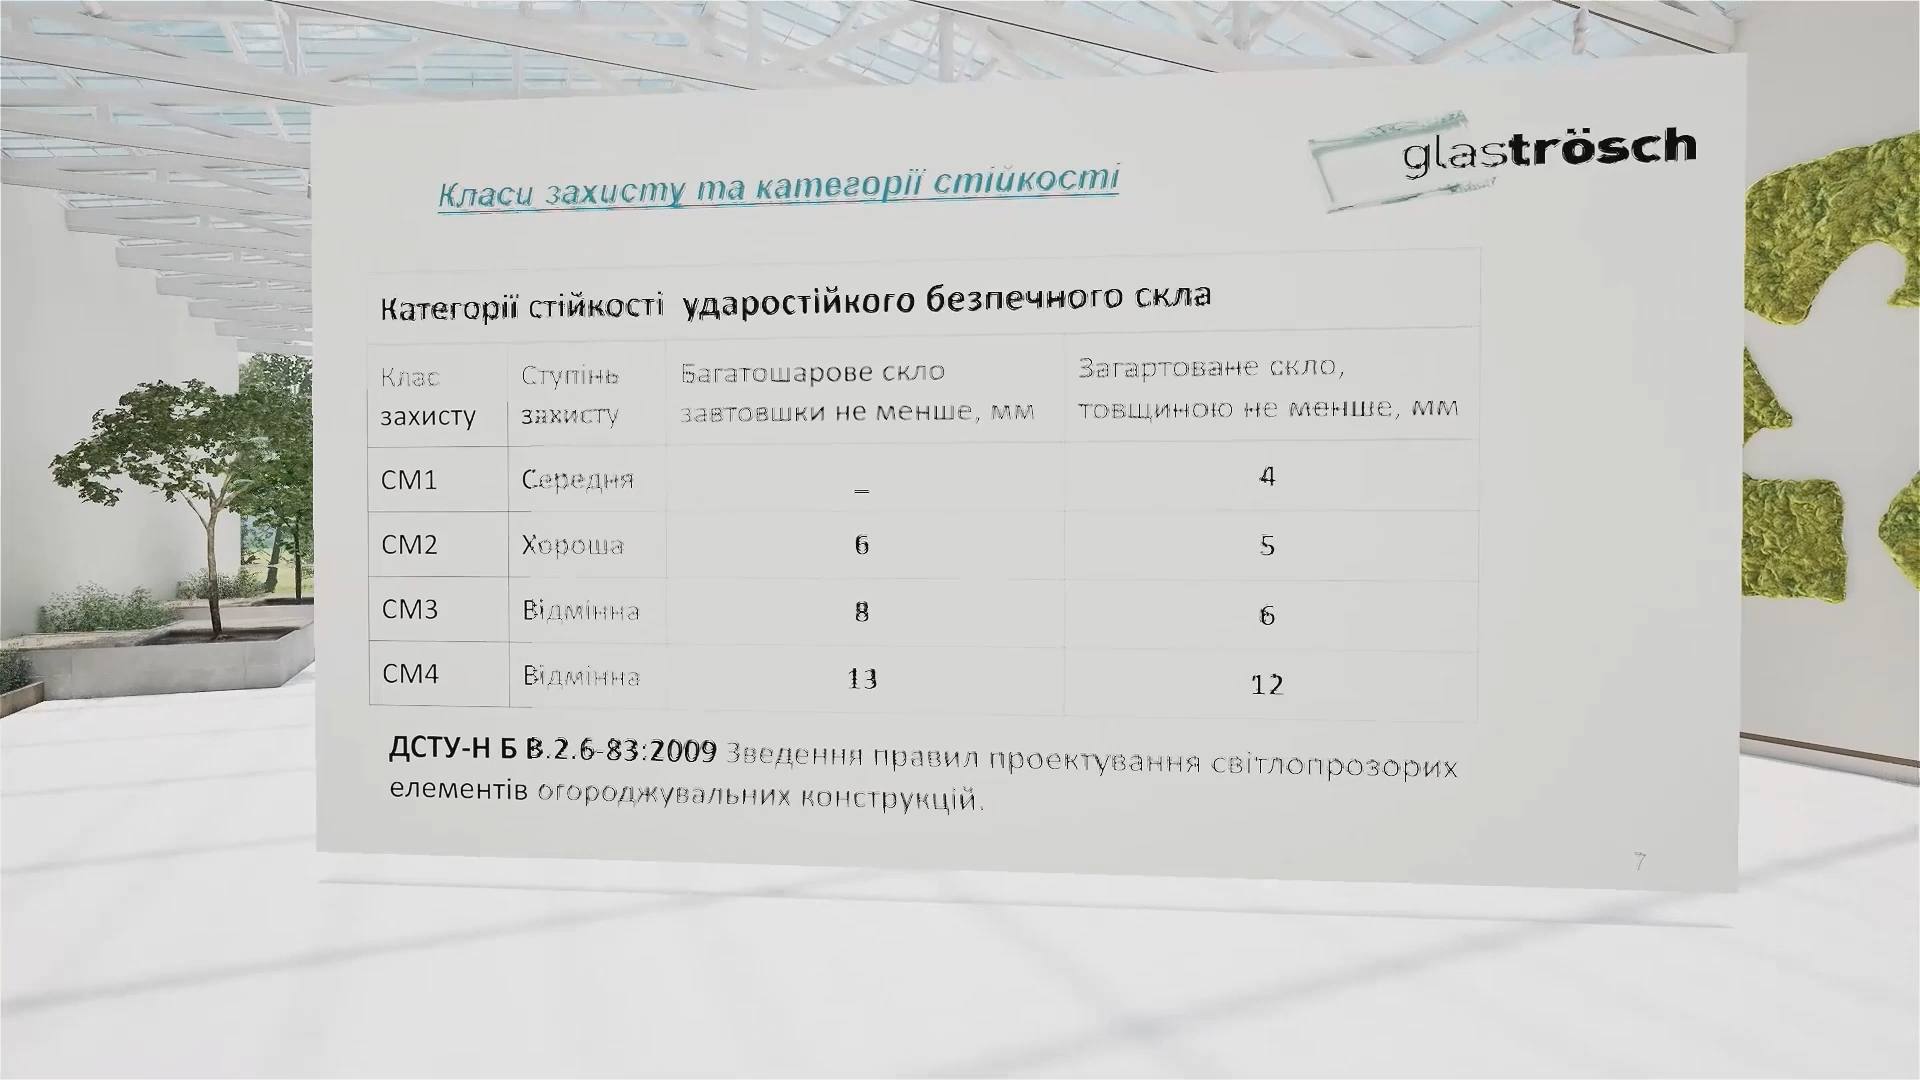 glaströsch
Класи захисту та категорії стійкості
Категорії стійкості ударостійкого безпечного скла
Клас захисту
Ступінь захисту
Багатошарове скло завтовшки не менше, мм
Загартоване скло, товщиною не менше, мм
СМ1 Середня – 4
СМ2 Хороша 6 5
СМ3 Відмінна 8 6
СМ4 Відмінна 13 12
ДСТУ-Н Б В.2.6-83:2009 Зведення правил проектування світлопрозорих
елементів огороджувальних конструкцій.
7